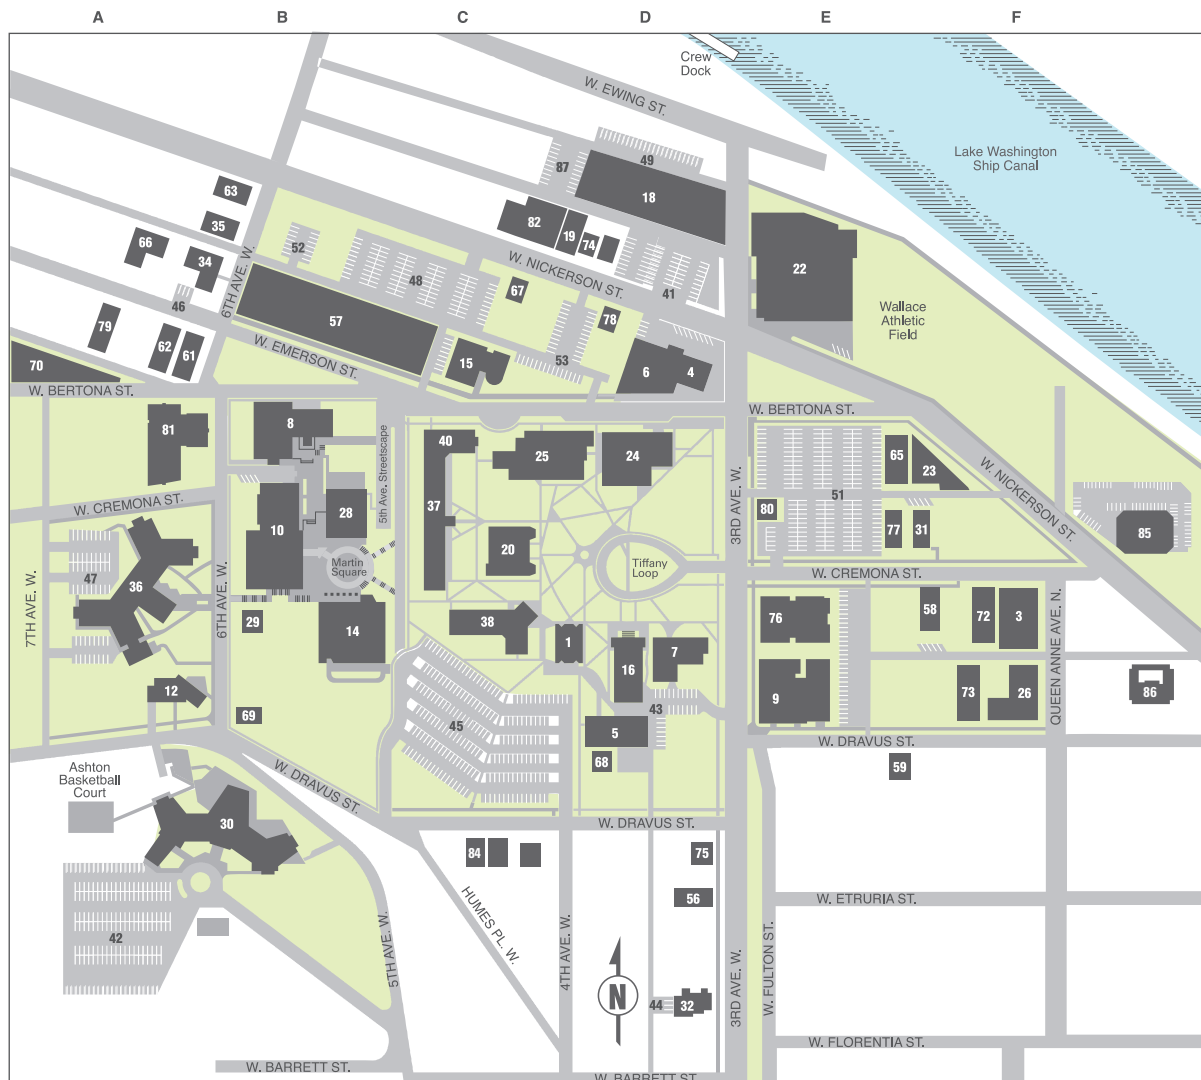 A
B
C
D
E
F
Crew
Dock
W. EWING ST.
Lake Washington
Ship Canal
87
49
18
63
35
82
19
74
66
34
52
6TH AVE. W.
48
W. NICKERSON ST.
67
41
22
46
79
62
61
57
W. EMERSON ST.
15
53
78
6
4
Wallace
Athletic
Field
70
W. BERTONA ST.
W. BERTONA ST.
81
8
5th Ave. Streetscape
40
25
24
3RD AVE. W.
65
23
W. NICKERSON ST.
W. CREMONA ST.
10
28
37
51
80
77
31
85
20
47
36
Martin
Square
Tiffany
Loop
W. CREMONA ST.
7TH AVE. W.
6TH AVE. W.
29
14
38
1
16
7
76
58
72
3
QUEEN ANNE AVE. N.
12
69
45
43
5
68
9
73
26
86
W. DRAVUS ST.
59
Ashton
Basketball
Court
W. DRAVUS ST.
30
W. DRAVUS ST.
84
75
56
HUMES PL. W.
W. ETRURIA ST.
42
5TH AVE. W.
4TH AVE. W.
N
44
32
3RD AVE. W.
W. FULTON ST.
W. FLORENTIA ST.
W. BARRETT ST.
W. BARRETT ST.